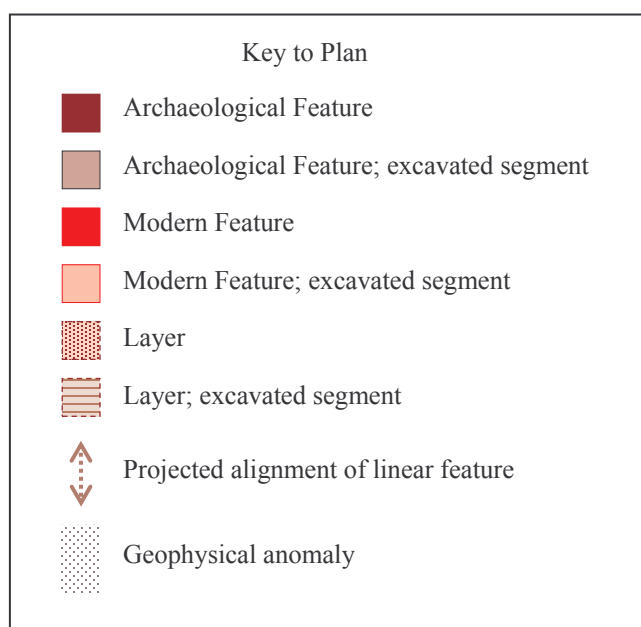 Key to Plan
Archaeological Feature
Archaeological Feature; excavated segment
Modern Feature
Modern Feature; excavated segment
Layer
Layer; excavated segment
Projected alignment of linear feature
Geophysical anomaly